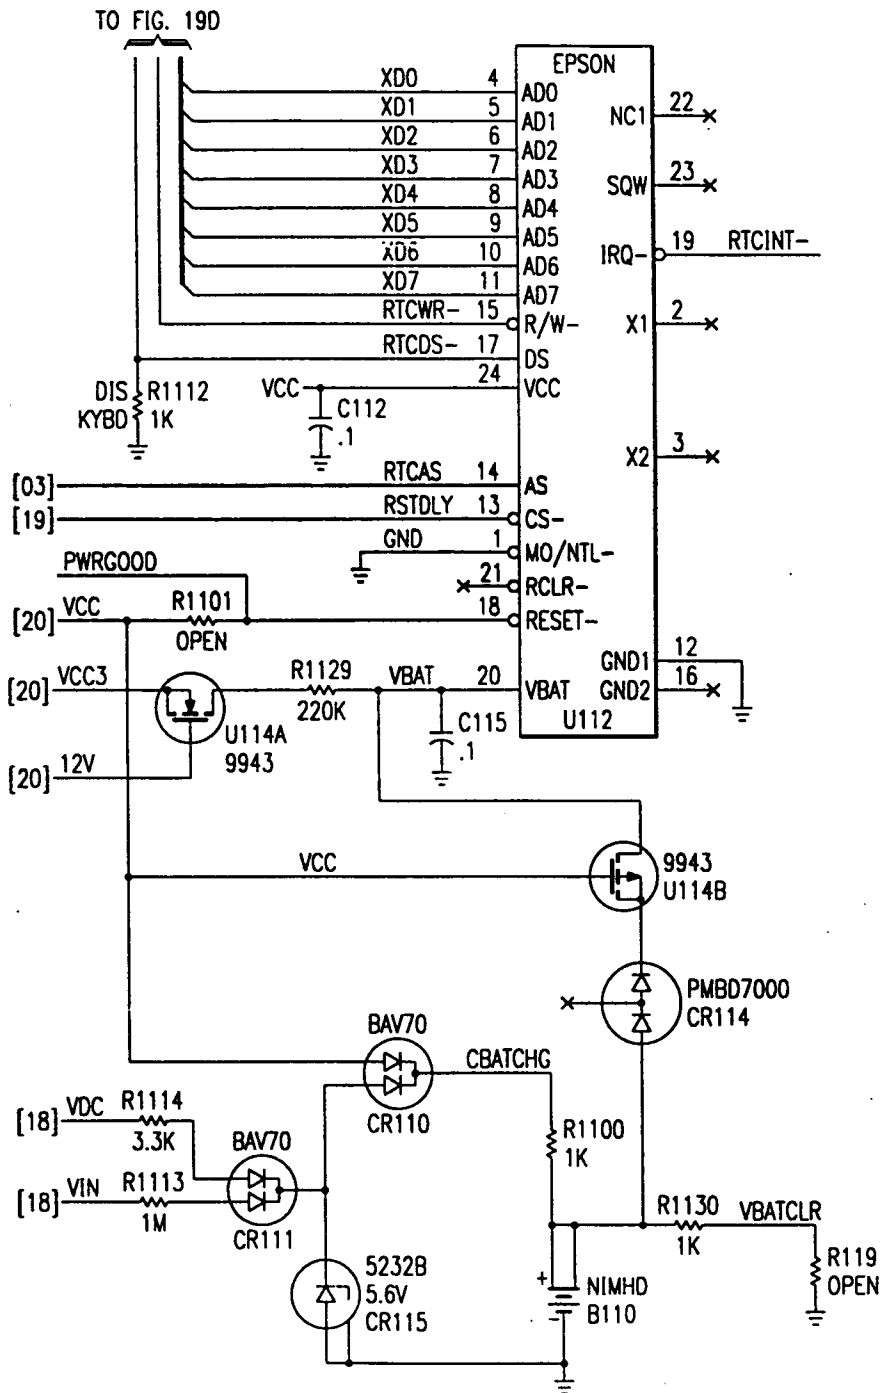 TO FIG. 19D
EPSON
XD0 4 AD0
XD1 5 AD1
XD2 6 AD2
XD3 7 AD3
XD4 8 AD4
XD5 9 AD5
XD6 10 AD6
XD7 11 AD7
RTCWR- 15 R/W-
RTCDS- 17 DS
24 VCC
NC1 22
SQW 23
IRQ- 19 RTCINT-
X1 2
X2 3
DIS KYBD
R1112
1K
VCC
C112
.1
[03] RTCAS 14 AS
[19] RSTDLY 13 CS-
GND 1 MO/NTL-
21 RCLR-
PWRGOOD
[20] VCC R1101 18 RESET-
OPEN
GND1 12
GND2 16
[20] VCC3 R1129 VBAT 20 VBAT
220K
U112
U114A
9943
C115
.1
[20] 12V
VCC
9943
U114B
PMBD7000
CR114
BAV70
CBATCHG
CR110
[18] VDC R1114
3.3K
BAV70
R1100
1K
[18] VIN R1113
1M
CR111
R1130 VBATCLR
1K
R119
OPEN
5232B
5.6V
CR115
+
-
NIMHD
B110